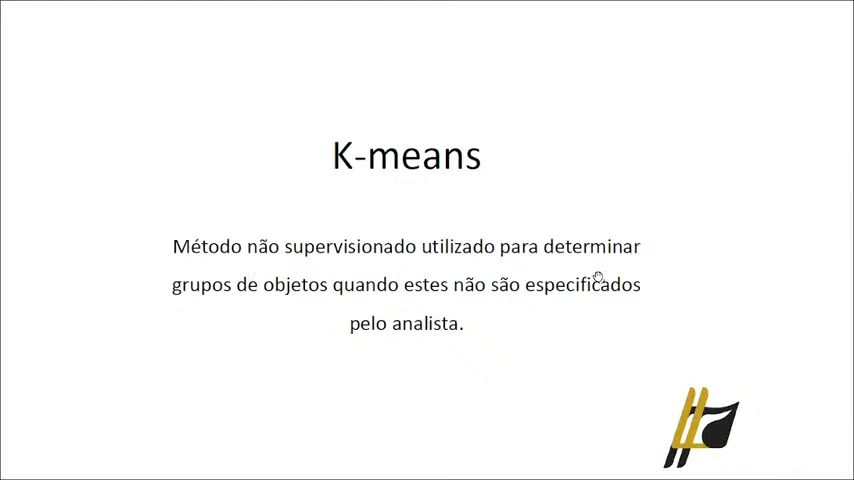 K-means
Método não supervisionado utilizado para determinar
grupos de objetos quando estes não são especificados
pelo analista.